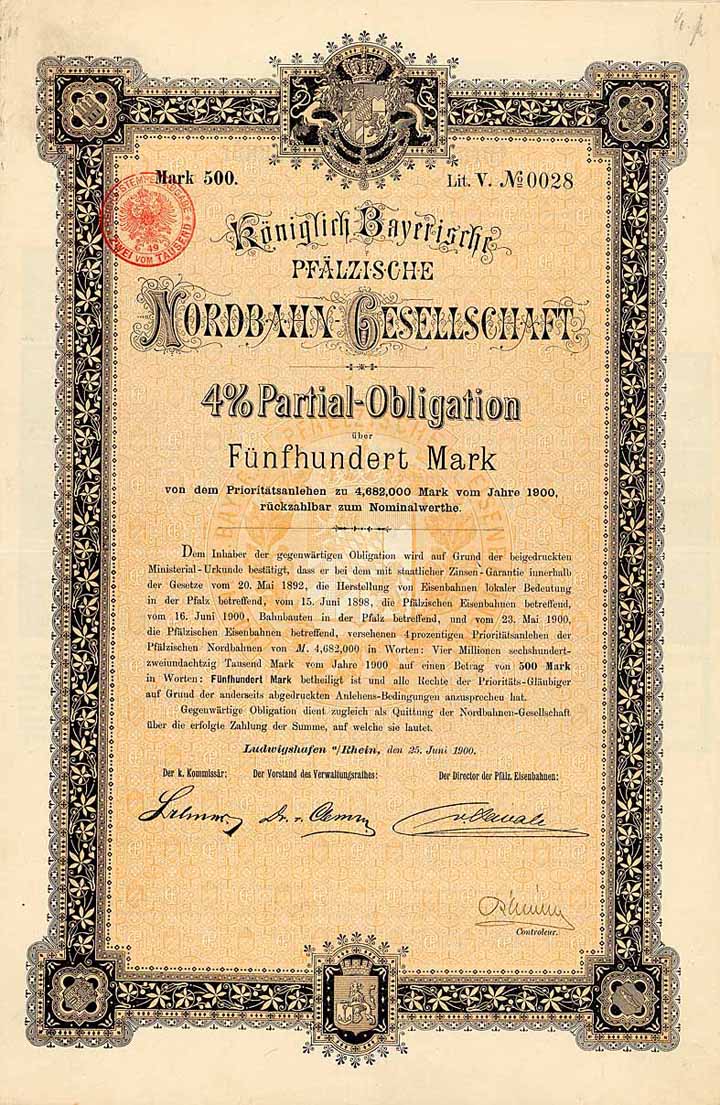 Mark 500.
Lit. V. № 0028
ZWEI VOM TAUSEND
Königlich Bayerische
PFÄLZISCHE
NORDBAHN-GESELLSCHAFT
4% Partial-Obligation
über
Fünfhundert Mark
von dem Prioritätsanlehen zu 4,682,000 Mark vom Jahre 1900,
rückzahlbar zum Nominalwerthe.
Dem Inhaber der gegenwärtigen Obligation wird auf Grund der beigedruckten
Ministerial-Urkunde bestätigt, dass er bei dem mit staatlicher Zinsen-Garantie innerhalb
der Gesetze vom 20. Mai 1892, die Herstellung von Eisenbahnen lokaler Bedeutung
in der Pfalz betreffend, vom 15. Juni 1898, die Pfälzischen Eisenbahnen betreffend,
vom 16. Juni 1900, Bahnbauten in der Pfalz betreffend, und vom 23. Mai 1900,
die Pfälzischen Eisenbahnen betreffend, versehenen 4prozentigen Prioritätsanlehen der
Pfälzischen Nordbahnen von M. 4,682,000 in Worten: Vier Millionen sechshundert-
zweiundachtzig Tausend Mark vom Jahre 1900 auf einen Betrag von 500 Mark
in Worten: Fünfhundert Mark betheiligt ist und alle Rechte der Prioritäts-Gläubiger
auf Grund der anderseits abgedruckten Anlehens-Bedingungen anzusprechen hat.
Gegenwärtige Obligation dient zugleich als Quittung der Nordbahnen-Gesellschaft
über die erfolgte Zahlung der Summe, auf welche sie lautet.
Ludwigshafen a/Rhein, den 25. Juni 1900.
Der k. Kommissär: Der Vorstand des Verwaltungsrathes: Der Director der Pfälz. Eisenbahnen:
Controleur.